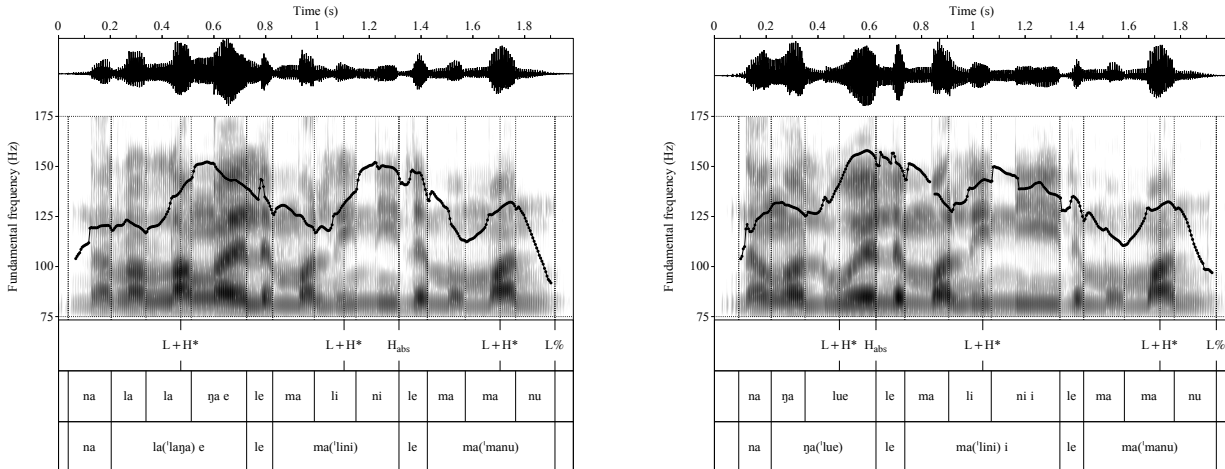 Time (s)
0 0.2 0.4 0.6 0.8 1 1.2 1.4 1.6 1.8
Fundamental frequency (Hz)
175
150
125
100
75
L+H* L+H* Habs L+H* L%
na la la ŋa e le ma li ni le ma ma nu
na la(ˈlaŋa) e le ma(ˈlini) le ma(ˈmanu)
Time (s)
0 0.2 0.4 0.6 0.8 1 1.2 1.4 1.6 1.8
Fundamental frequency (Hz)
175
150
125
100
75
L+H* Habs L+H* L+H* L%
na ŋa lue le ma li ni i le ma ma nu
na ŋa(ˈlue) le ma(ˈlini) i le ma(ˈmanu)